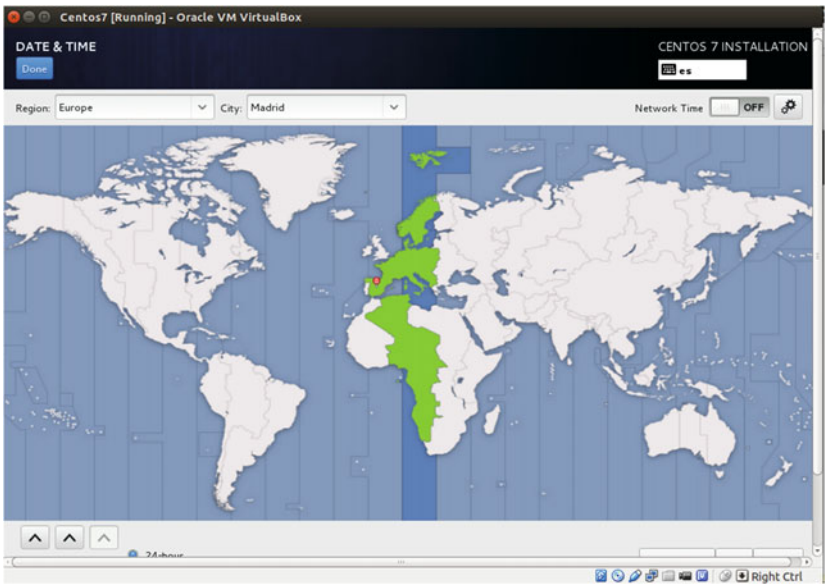 Centos7 [Running] - Oracle VM VirtualBox
DATE & TIME
CENTOS 7 INSTALLATION
Done
es
Region: Europe City: Madrid Network Time OFF
24-hour
Right Ctrl